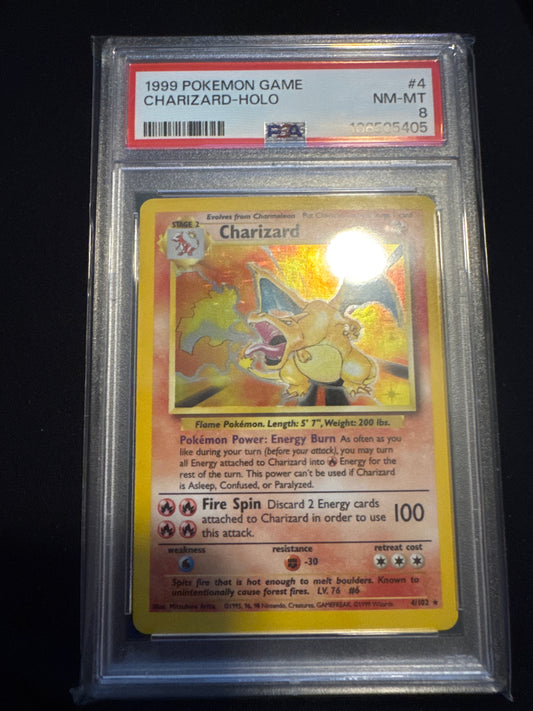 1999 POKEMON GAME #4
CHARIZARD-HOLO NM-MT
8
PSA
Evolves from Charmeleon Put
STAGE 2
Charizard
Flame Pokémon. Length: 5' 7", Weight: 200 lbs.
Pokémon Power: Energy Burn As often as you
like during your turn (before your attack), you may turn
all Energy attached to Charizard into Energy for the
rest of the turn. This power can't be used if Charizard
is Asleep, Confused, or Paralyzed.
Fire Spin Discard 2 Energy cards
attached to Charizard in order to use 100
this attack.
weakness resistance retreat cost
-30
Spits fire that is hot enough to melt boulders. Known to
unintentionally cause forest fires. LV. 76 #6
Illus. Mitsuhiro Arita ©1995, 96, 98 Nintendo, Creatures, GAMEFREAK. ©1999 Wizards. 4/102 ★